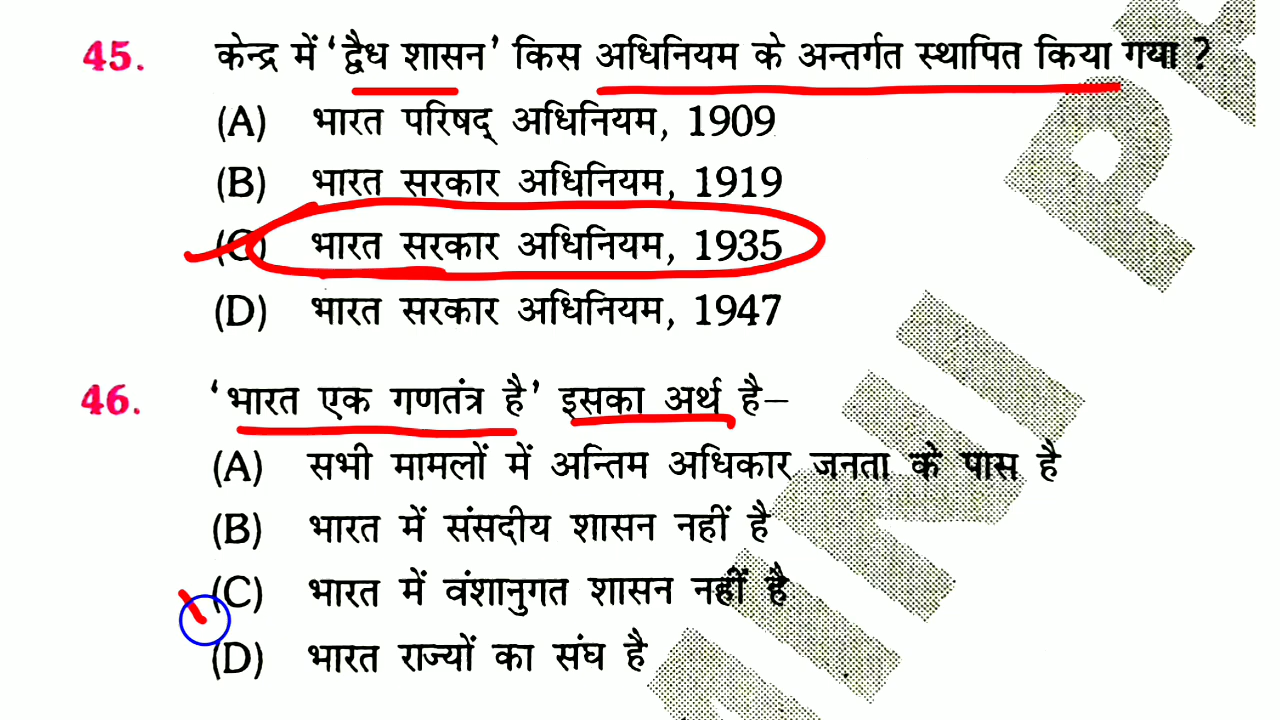 45. केन्द्र में ‘द्वैध शासन’ किस अधिनियम के अन्तर्गत स्थापित किया गया ?
(A) भारत परिषद् अधिनियम, 1909
(B) भारत सरकार अधिनियम, 1919
(C) भारत सरकार अधिनियम, 1935
(D) भारत सरकार अधिनियम, 1947
46. ‘भारत एक गणतंत्र है’ इसका अर्थ है–
(A) सभी मामलों में अन्तिम अधिकार जनता के पास है
(B) भारत में संसदीय शासन नहीं है
(C) भारत में वंशानुगत शासन नहीं है
(D) भारत राज्यों का संघ है